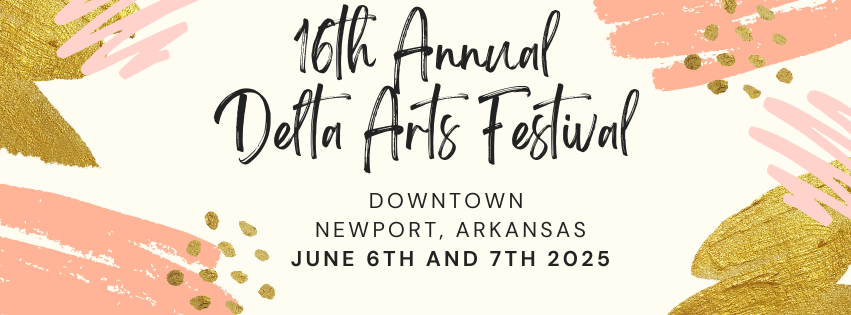 16th Annual
Delta Arts Festival
DOWNTOWN
NEWPORT, ARKANSAS
JUNE 6TH AND 7TH 2025